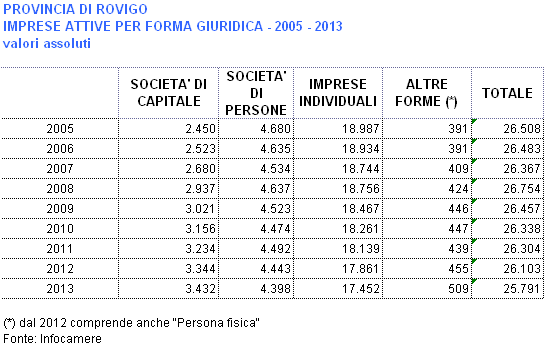 PROVINCIA DI ROVIGO
IMPRESE ATTIVE PER FORMA GIURIDICA - 2005 - 2013
valori assoluti
SOCIETA' DI CAPITALE SOCIETA' DI PERSONE IMPRESE INDIVIDUALI ALTRE FORME (*) TOTALE
2005 2.450 4.680 18.987 391 26.508
2006 2.523 4.635 18.934 391 26.483
2007 2.680 4.534 18.744 409 26.367
2008 2.937 4.637 18.756 424 26.754
2009 3.021 4.523 18.467 446 26.457
2010 3.156 4.474 18.261 447 26.338
2011 3.234 4.492 18.139 439 26.304
2012 3.344 4.443 17.861 455 26.103
2013 3.432 4.398 17.452 509 25.791
(*) dal 2012 comprende anche "Persona fisica"
Fonte: Infocamere